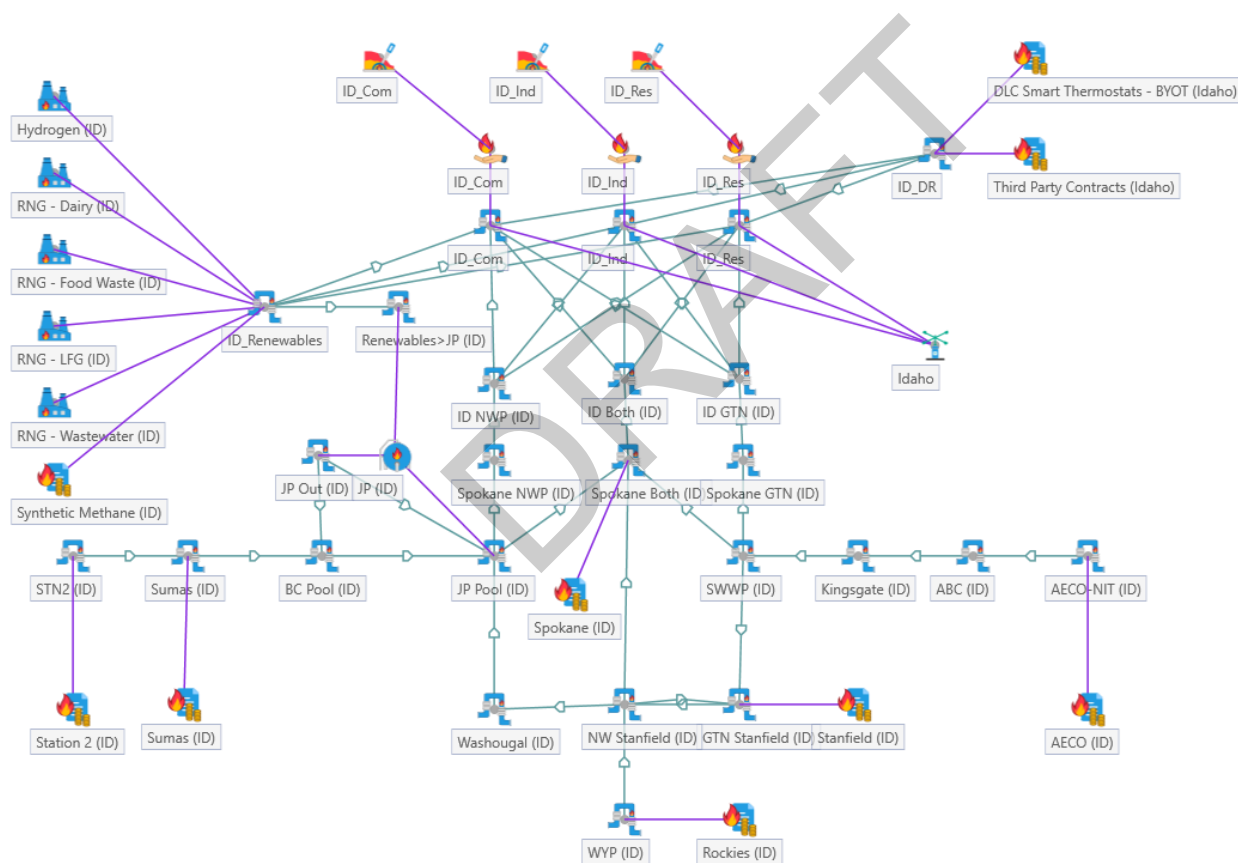 ID_Com
ID_Ind
ID_Res
DLC Smart Thermostats - BYOT (Idaho)
Hydrogen (ID)
ID_Com
ID_Ind
ID_Res
ID_DR
Third Party Contracts (Idaho)
RNG - Dairy (ID)
ID_Com
ID_Ind
ID_Res
RNG - Food Waste (ID)
ID_Renewables
Renewables>JP (ID)
RNG - LFG (ID)
Idaho
ID NWP (ID)
ID Both (ID)
ID GTN (ID)
RNG - Wastewater (ID)
JP Out (ID)
JP (ID)
Spokane NWP (ID)
Spokane Both (ID)
Spokane GTN (ID)
Synthetic Methane (ID)
STN2 (ID)
Sumas (ID)
BC Pool (ID)
JP Pool (ID)
SWWP (ID)
Kingsgate (ID)
ABC (ID)
AECO-NIT (ID)
Spokane (ID)
Station 2 (ID)
Sumas (ID)
Washougal (ID)
NW Stanfield (ID)
GTN Stanfield (ID)
Stanfield (ID)
AECO (ID)
WYP (ID)
Rockies (ID)
DRAFT